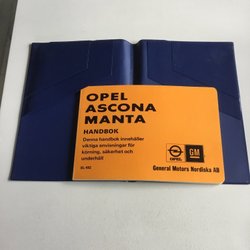 OPEL
ASCONA
MANTA
HANDBOK
Denna handbok innehåller
viktiga anvisningar för
körning, säkerhet och
underhåll
OPEL
GM
General Motors Nordiska AB